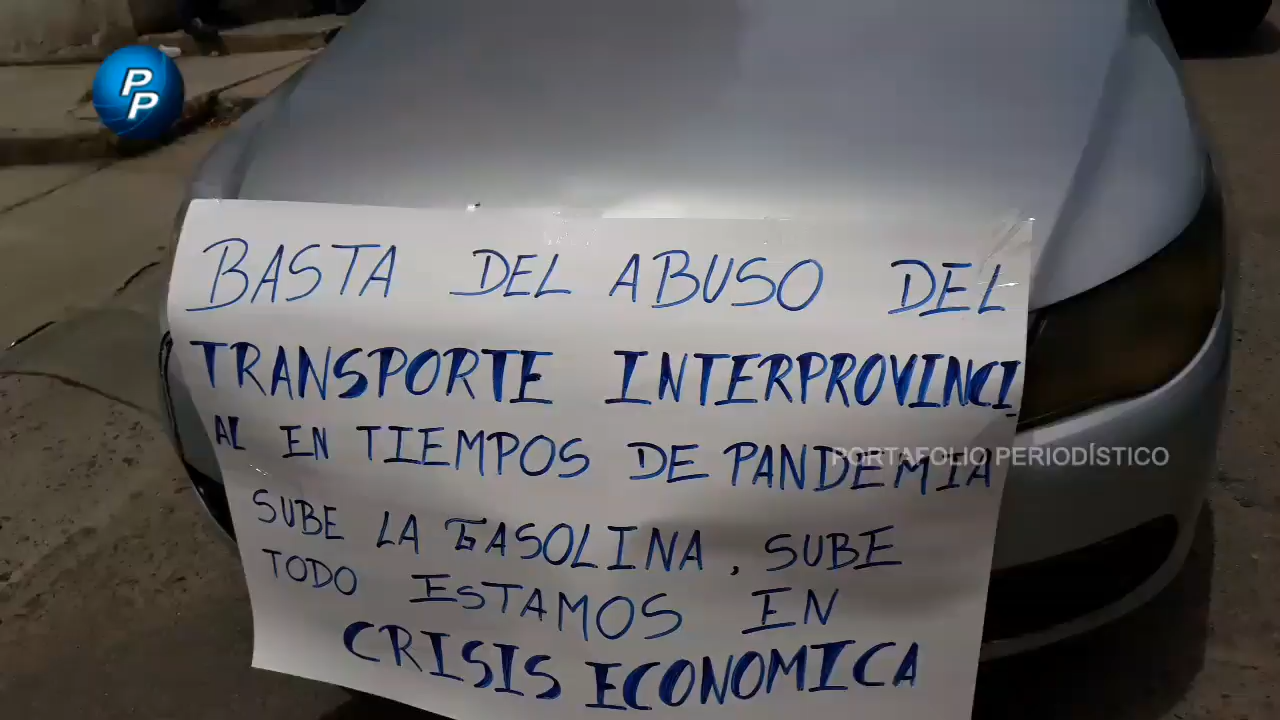 PP
BASTA DEL ABUSO DEL
TRANSPORTE INTERPROVINCI
AL EN TIEMPOS DE PANDEMIA
PORTAFOLIO PERIODÍSTICO
SUBE LA GASOLINA, SUBE
TODO ESTAMOS EN
CRISIS ECONOMICA